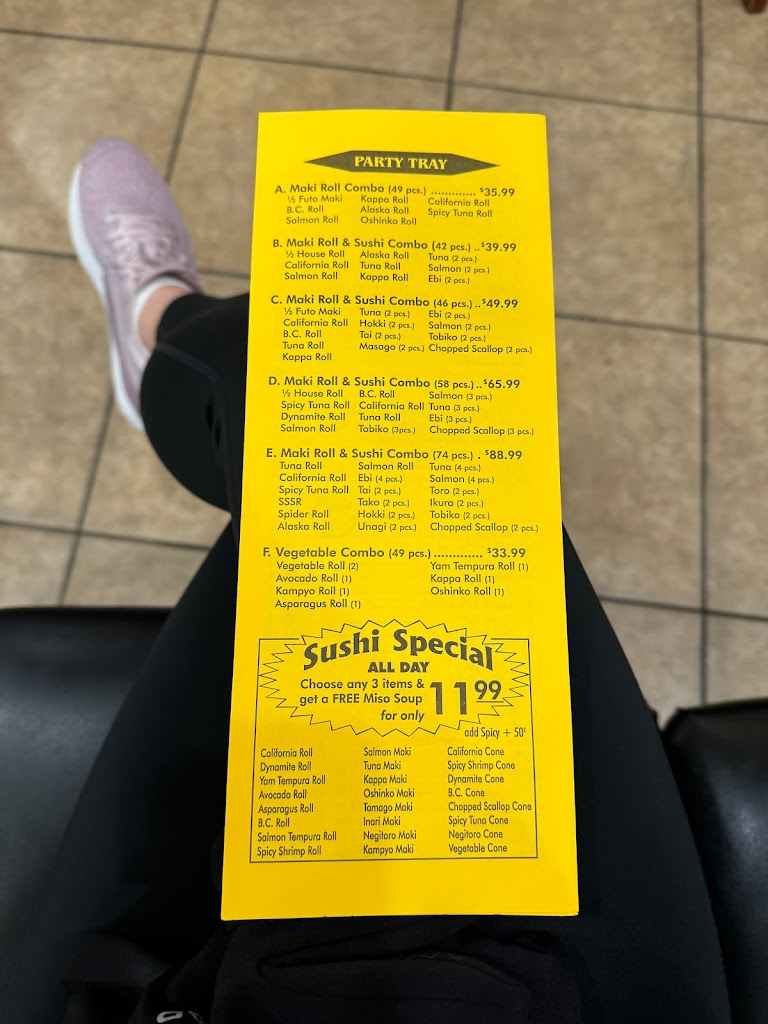 PARTY TRAY
A. Maki Roll Combo (49 pcs.) ............. $35.99
½ Futo Maki Kappa Roll California Roll
B.C. Roll Alaska Roll Spicy Tuna Roll
Salmon Roll Oshinko Roll
B. Maki Roll & Sushi Combo (42 pcs.) ..$39.99
½ House Roll Alaska Roll Tuna (2 pcs.)
California Roll Tuna Roll Salmon (2 pcs.)
Salmon Roll Kappa Roll Ebi (2 pcs.)
C. Maki Roll & Sushi Combo (46 pcs.) ..$49.99
½ Futo Maki Tuna (2 pcs.) Ebi (2 pcs.)
California Roll Hokki (2 pcs.) Salmon (2 pcs.)
B.C. Roll Tai (2 pcs.) Tobiko (2 pcs.)
Tuna Roll Masago (2 pcs.) Chopped Scallop (2 pcs.)
Kappa Roll
D. Maki Roll & Sushi Combo (58 pcs.) ..$65.99
½ House Roll B.C. Roll Salmon (3 pcs.)
Spicy Tuna Roll California Roll Tuna (3 pcs.)
Dynamite Roll Tuna Roll Ebi (3 pcs.)
Salmon Roll Tobiko (3pcs.) Chopped Scallop (3 pcs.)
E. Maki Roll & Sushi Combo (74 pcs.) . $88.99
Tuna Roll Salmon Roll Tuna (4 pcs.)
California Roll Ebi (4 pcs.) Salmon (4 pcs.)
Spicy Tuna Roll Tai (2 pcs.) Toro (2 pcs.)
SSSR Tako (2 pcs.) Ikura (2 pcs.)
Spider Roll Hokki (2 pcs.) Tobiko (2 pcs.)
Alaska Roll Unagi (2 pcs.) Chopped Scallop (2 pcs.)
F. Vegetable Combo (49 pcs.) ............. $33.99
Vegetable Roll (2) Yam Tempura Roll (1)
Avocado Roll (1) Kappa Roll (1)
Kampyo Roll (1) Oshinko Roll (1)
Asparagus Roll (1)
Sushi Special
ALL DAY
Choose any 3 items &
get a FREE Miso Soup
for only 11 99
add Spicy + 50¢
California Roll Salmon Maki California Cone
Dynamite Roll Tuna Maki Spicy Shrimp Cone
Yam Tempura Roll Kappa Maki Dynamite Cone
Avocado Roll Oshinko Maki B.C. Cone
Asparagus Roll Tamago Maki Chopped Scallop Cone
B.C. Roll Inari Maki Spicy Tuna Cone
Salmon Tempura Roll Negitoro Maki Negitoro Cone
Spicy Shrimp Roll Kampyo Maki Vegetable Cone